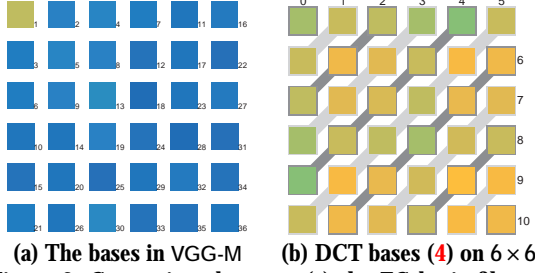 0 1 2 3 4 5
1 2 4 7 11 16
3 5 8 12 17 22
6
6 9 13 18 23 27
7
10 14 19 24 28 31
8
15 20 25 29 32 34
9
21 26 30 33 35 36
10
(a) The bases in VGG-M
(b) DCT bases (4) on 6 × 6